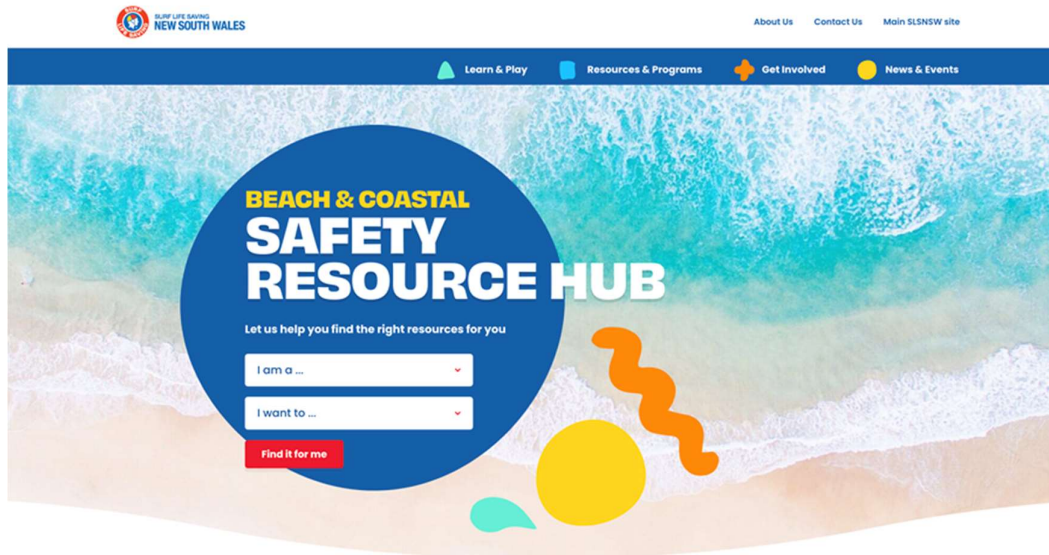 SURF LIFE SAVING
NEW SOUTH WALES
About Us Contact Us Main SLSNSW site
Learn & Play Resources & Programs Get Involved News & Events
BEACH & COASTAL
SAFETY
RESOURCE HUB
Let us help you find the right resources for you
I am a ...
I want to ...
Find it for me